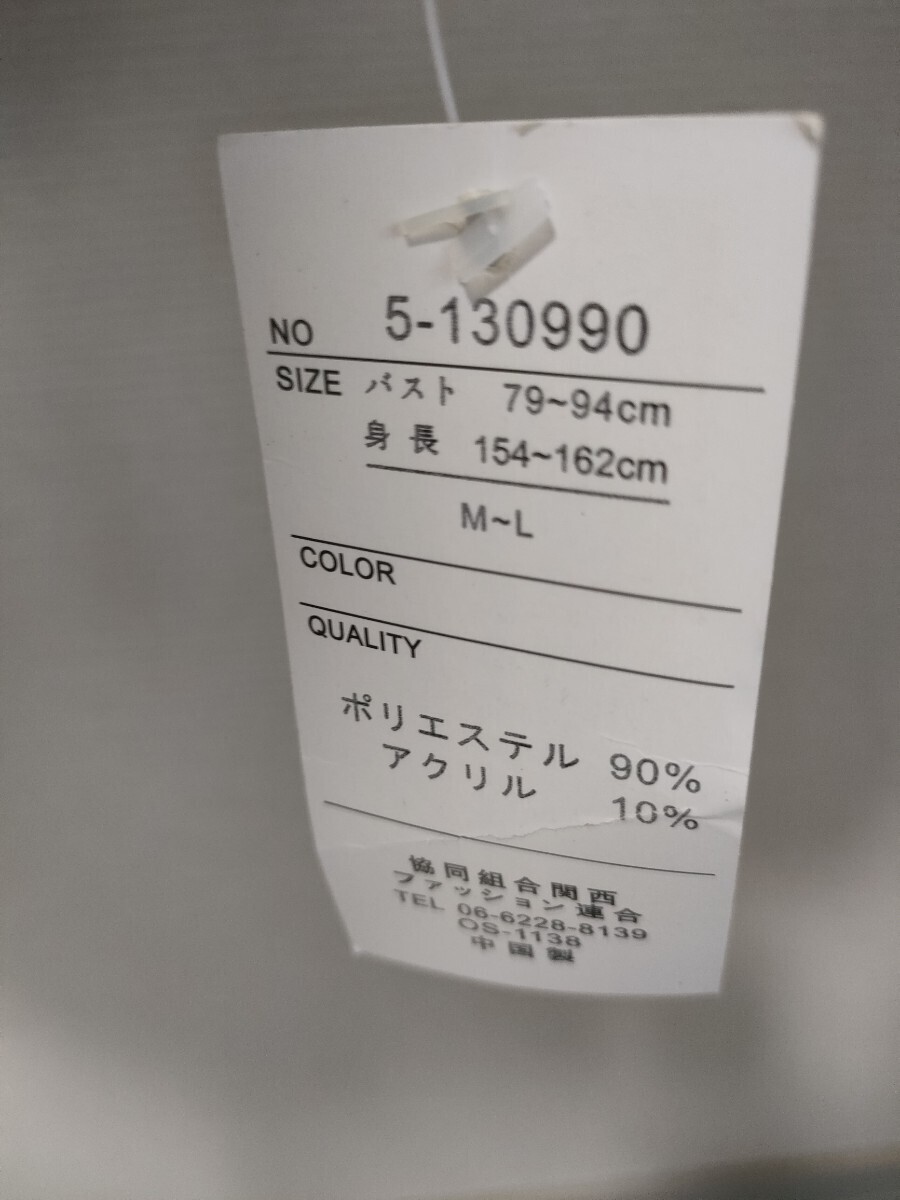 NO 5-130990
SIZE バスト 79~94cm
身長 154~162cm
M~L
COLOR
QUALITY
ポリエステル 90%
アクリル 10%
協同組合関西
ファッション連合
TEL 06-6228-8139
OS-1138
中国製